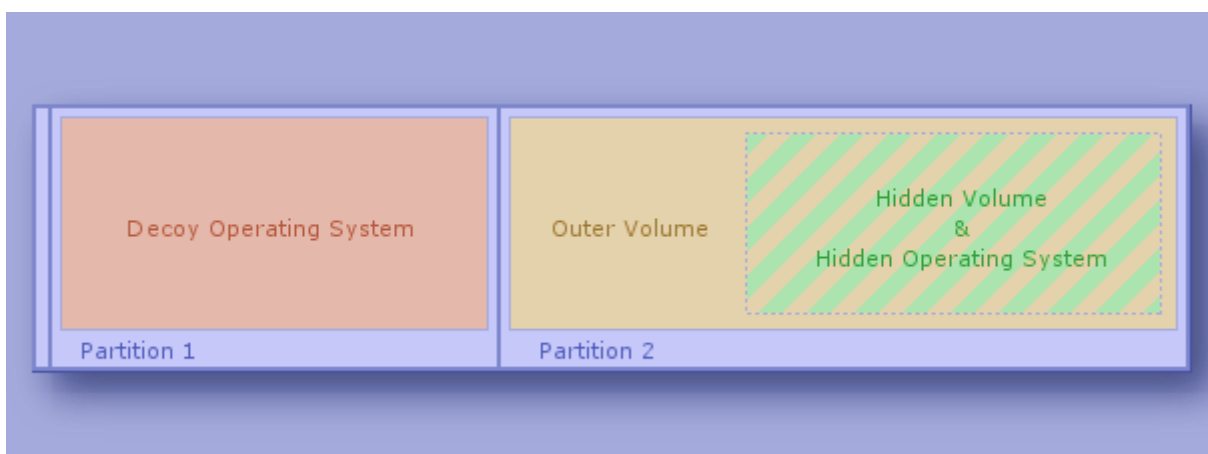 Decoy Operating System
Outer Volume
Hidden Volume
&
Hidden Operating System
Partition 1
Partition 2